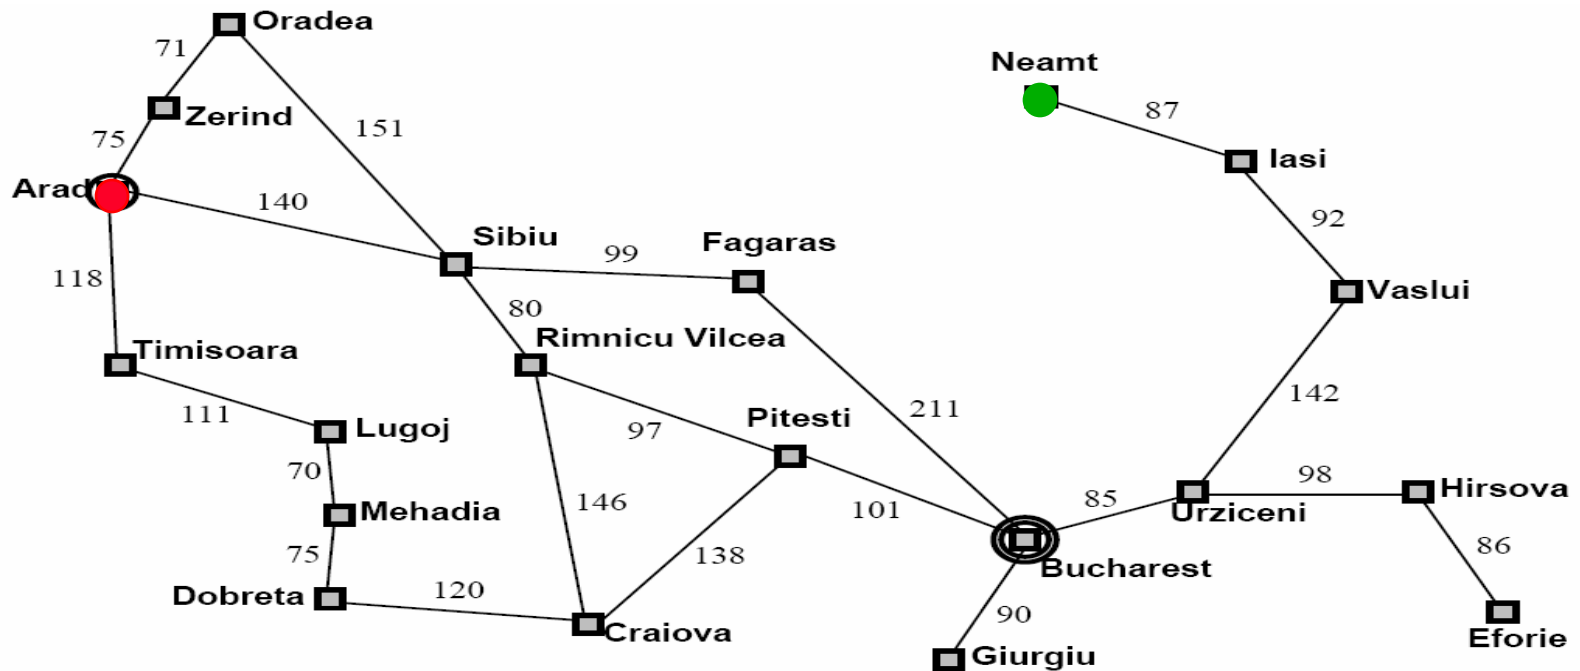 Oradea
71
Neamt
Zerind
87
151
75
Iasi
Arad
140
92
Sibiu
Fagaras
99
118
Vaslui
80
Timisoara
Rimnicu Vilcea
142
111
211
Pitesti
Lugoj
97
70
98
Hirsova
146
101
85
Urziceni
Mehadia
138
86
75
Bucharest
120
Dobreta
90
Craiova
Eforie
Giurgiu